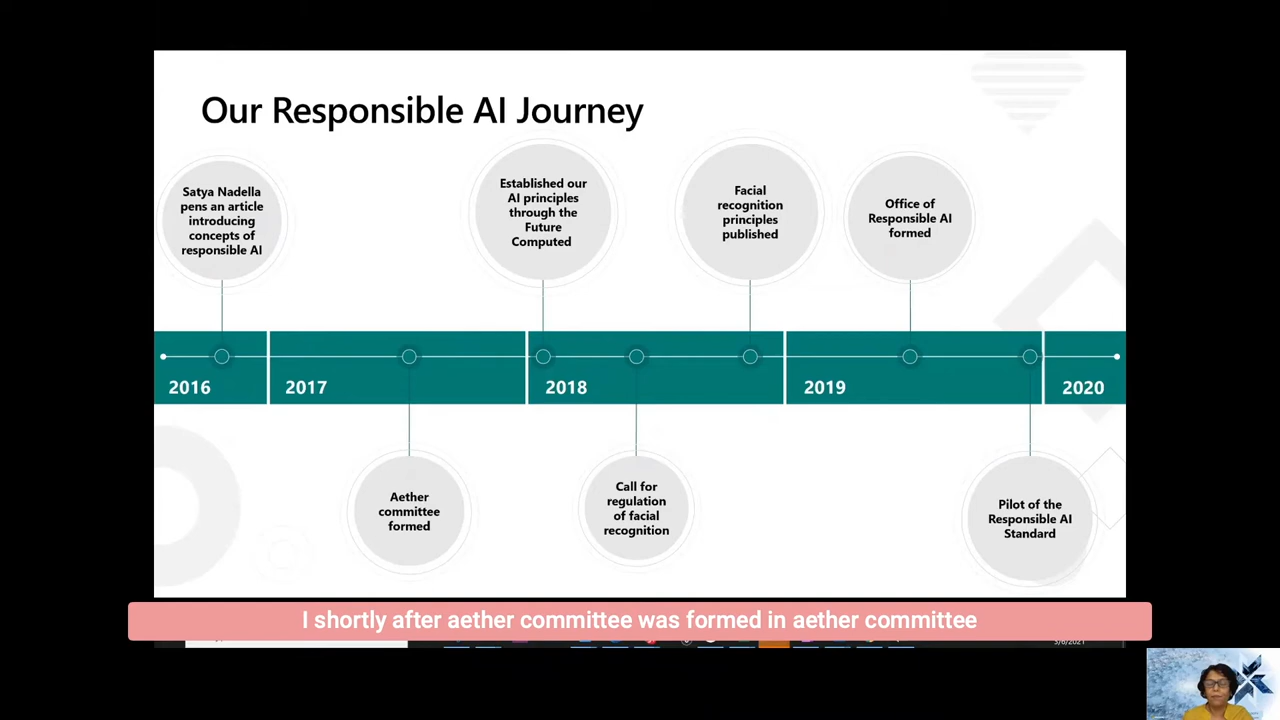 Our Responsible AI Journey
Satya Nadella
pens an article
introducing
concepts of
responsible AI
Established our
AI principles
through the
Future
Computed
Facial
recognition
principles
published
Office of
Responsible AI
formed
2016
2017
2018
2019
2020
Aether
committee
formed
Call for
regulation
of facial
recognition
Pilot of the
Responsible AI
Standard
I shortly after aether committee was formed in aether committee
3/6/2021